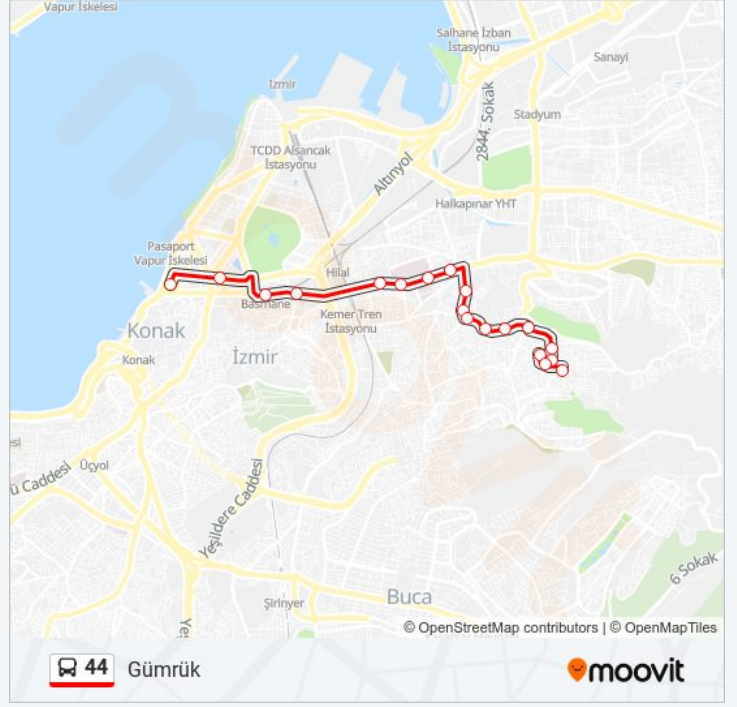 Vapur İskelesi
Salhane İzban
İstasyonu
Sanayi
İzmir
2844. Sokak
Stadyum
TCDD Alsancak
İstasyonu
Altınyol
Halkapınar YHT
Pasaport
Vapur İskelesi
Hilal
Basmane
Kemer Tren
İstasyonu
Konak
Konak
İzmir
si
ü Caddesi
Üçyol
Yeşildere Caddesi
6 Sokak
Şirinyer
Buca
Yeş
© OpenStreetMap contributors | © OpenMapTiles
44 Gümrük
moovit